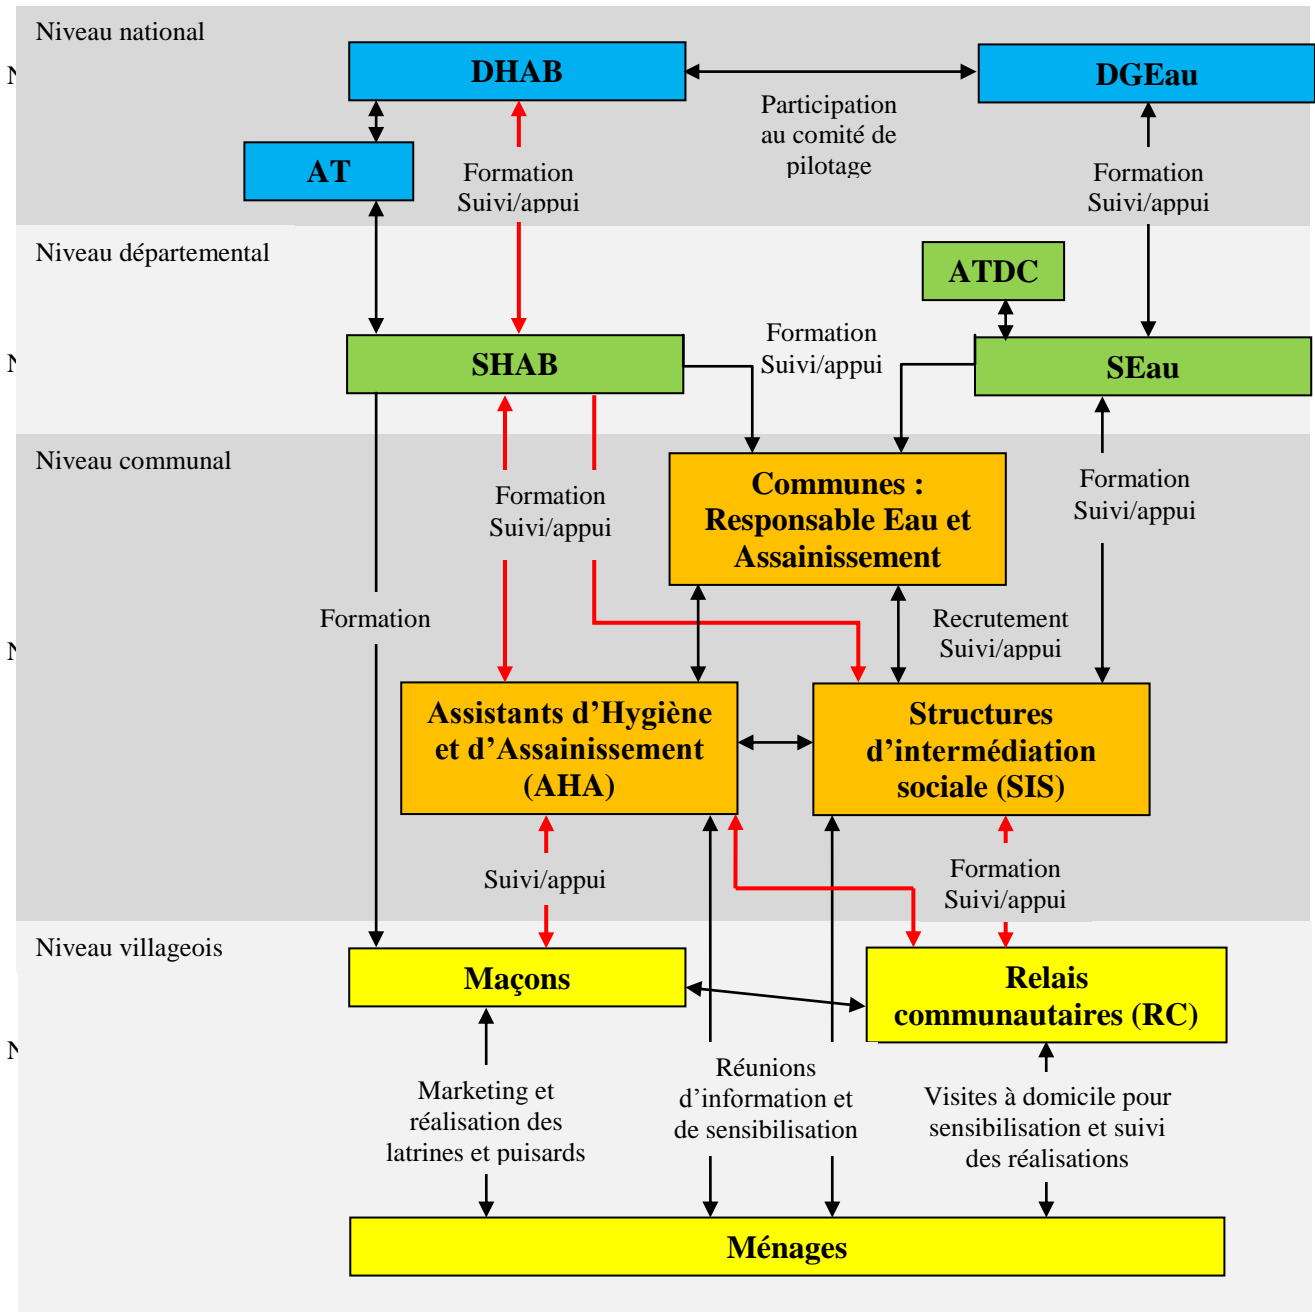 Niveau national
DHAB
DGEau
Participation
au comité de
pilotage
AT
Formation
Suivi/appui
Formation
Suivi/appui
Niveau départemental
ATDC
Formation
Suivi/appui
SHAB
SEau
Niveau communal
Communes :
Responsable Eau et
Assainissement
Formation
Suivi/appui
Formation
Suivi/appui
Formation
Recrutement
Suivi/appui
Assistants d’Hygiène
et d’Assainissement
(AHA)
Structures
d’intermédiation
sociale (SIS)
Suivi/appui
Formation
Suivi/appui
Niveau villageois
Maçons
Relais
communautaires (RC)
Marketing et
réalisation des
latrines et puisards
Réunions
d’information et
de sensibilisation
Visites à domicile pour
sensibilisation et suivi
des réalisations
Ménages